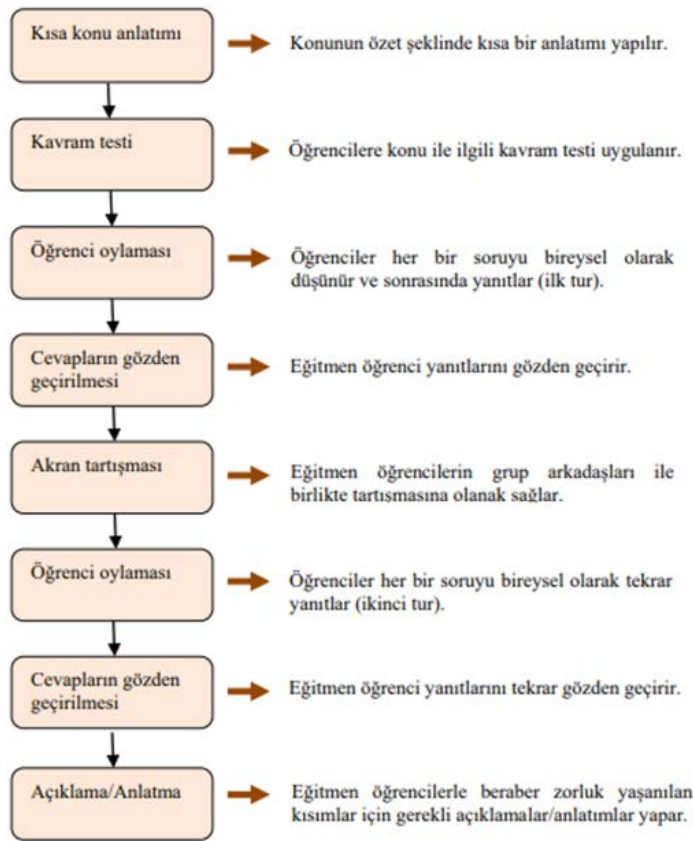 Kısa konu anlatımı
Konunun özet şeklinde kısa bir anlatımı yapılır.
Kavram testi
Öğrencilere konu ile ilgili kavram testi uygulanır.
Öğrenci oylaması
Öğrenciler her bir soruyu bireysel olarak
düşünür ve sonrasında yanıtlar (ilk tur).
Cevapların gözden
geçirilmesi
Eğitmen öğrenci yanıtlarını gözden geçirir.
Akran tartışması
Eğitmen öğrencilerin grup arkadaşları ile
birlikte tartışmasına olanak sağlar.
Öğrenci oylaması
Öğrenciler her bir soruyu bireysel olarak tekrar
yanıtlar (ikinci tur).
Cevapların gözden
geçirilmesi
Eğitmen öğrenci yanıtlarını tekrar gözden geçirir.
Açıklama/Anlatma
Eğitmen öğrencilerle beraber zorluk yaşanılan
kısımlar için gerekli açıklamalar/anlatımlar yapar.